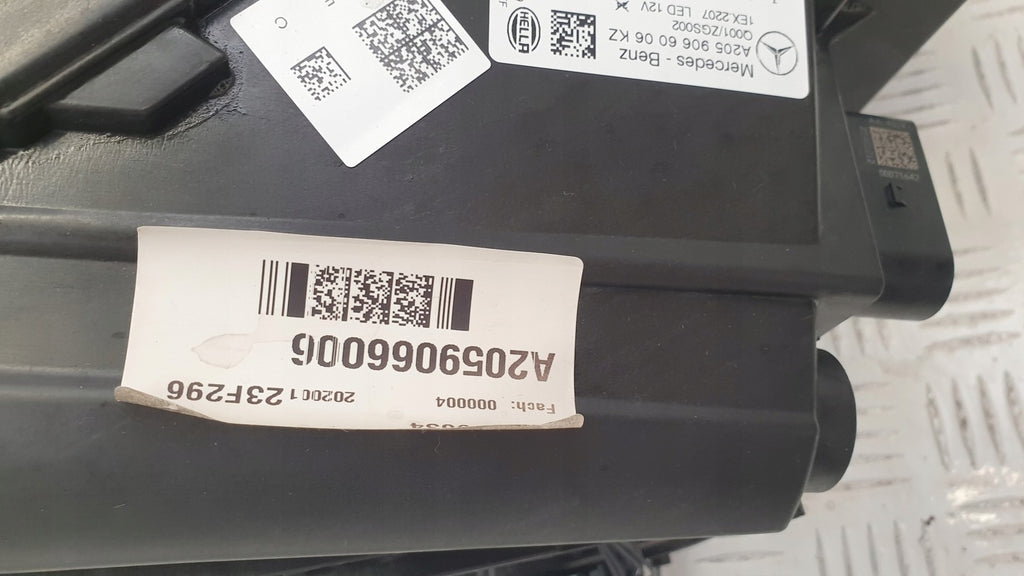 Mercedes - Benz
A205 906 60 06 KZ
Q001/ZGS002
1EX.2207 LED 12V
HELLA
C
A2059066006
Fach: 000004
202001 23F296